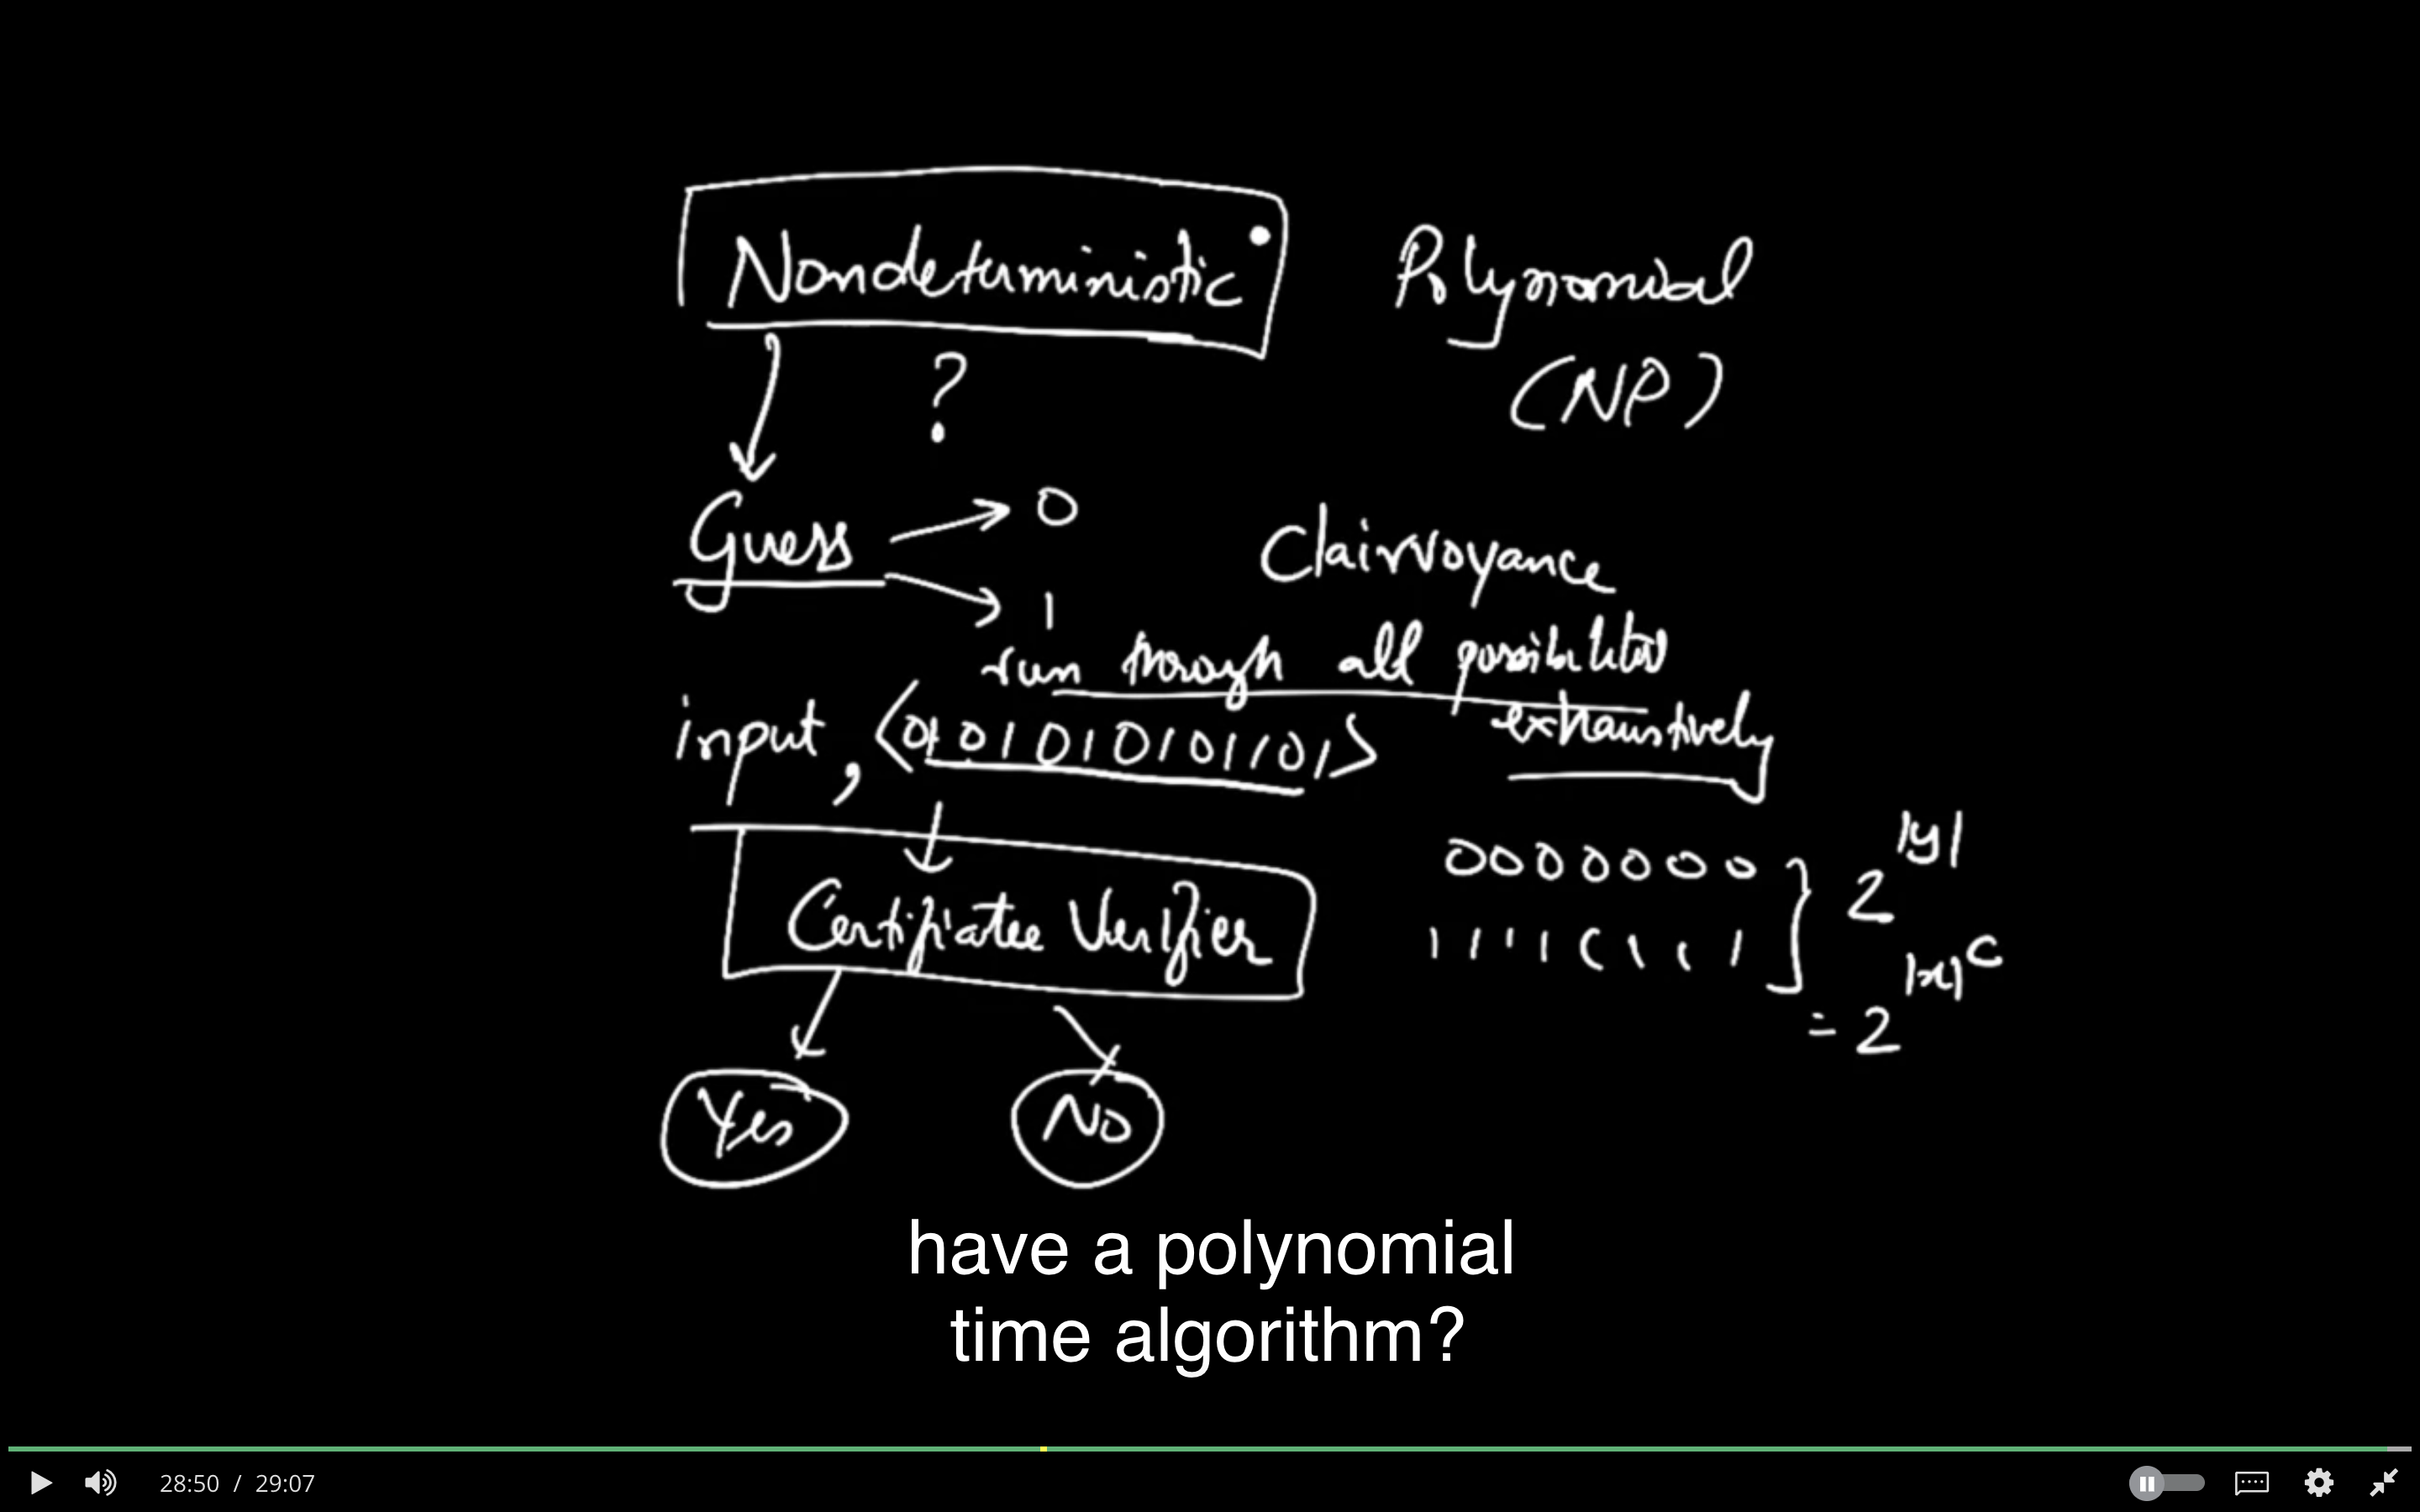 Nondeterministic Polynomial
? (NP)
Guess → 0
→ 1
Clairvoyance
run through all possibilities
exhaustively
input, <0101010101101>
Certificate Verifier
Yes No
0000000 } 2^|y|
11111111
= 2^|x|^c
have a polynomial
time algorithm?
28:50 / 29:07